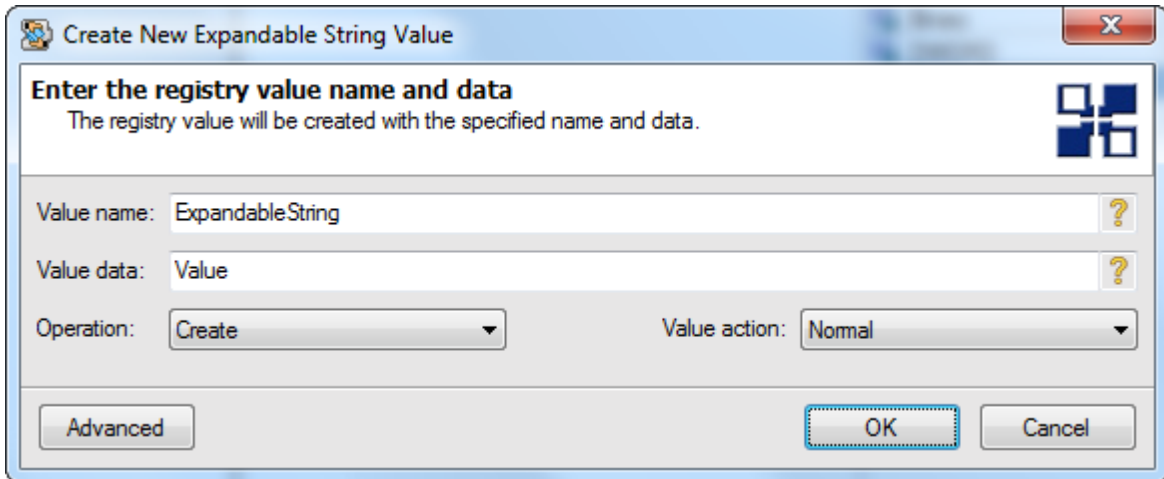 Create New Expandable String Value
Enter the registry value name and data
The registry value will be created with the specified name and data.
Value name: ExpandableString
Value data: Value
Operation: Create Value action: Normal
Advanced OK Cancel